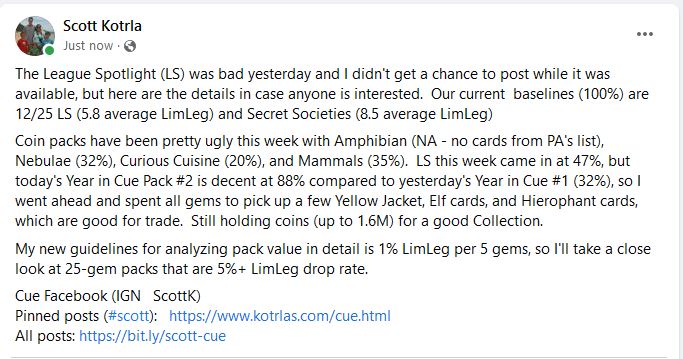 Scott Kotrla
Just now ·
The League Spotlight (LS) was bad yesterday and I didn't get a chance to post while it was
available, but here are the details in case anyone is interested.  Our current  baselines (100%) are
12/25 LS (5.8 average LimLeg) and Secret Societies (8.5 average LimLeg)
Coin packs have been pretty ugly this week with Amphibian (NA - no cards from PA's list),
Nebulae (32%), Curious Cuisine (20%), and Mammals (35%).  LS this week came in at 47%, but
today's Year in Cue Pack #2 is decent at 88% compared to yesterday's Year in Cue #1 (32%), so I
went ahead and spent all gems to pick up a few Yellow Jacket, Elf cards, and Hierophant cards,
which are good for trade.  Still holding coins (up to 1.6M) for a good Collection.
My new guidelines for analyzing pack value in detail is 1% LimLeg per 5 gems, so I'll take a close
look at 25-gem packs that are 5%+ LimLeg drop rate.
Cue Facebook (IGN   ScottK)
Pinned posts (#scott):   https://www.kotrlas.com/cue.html
All posts: https://bit.ly/scott-cue